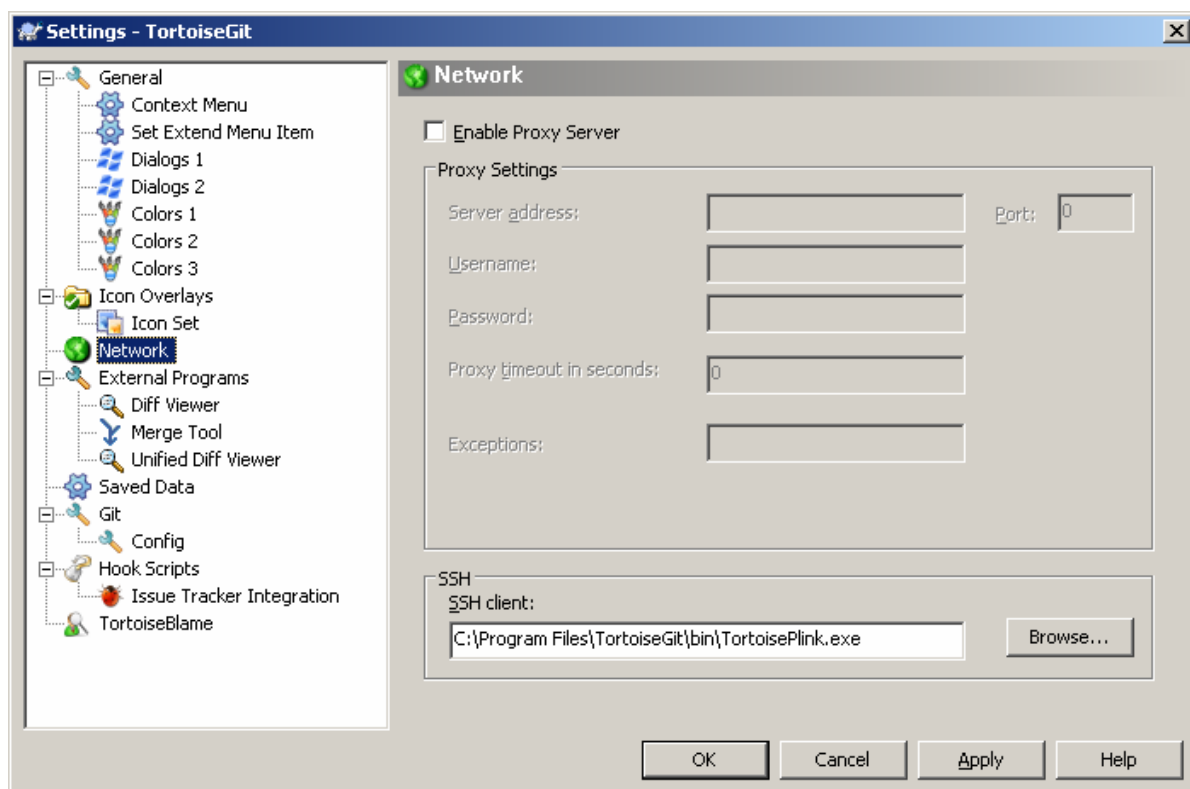 Settings - TortoiseGit
General
Context Menu
Set Extend Menu Item
Dialogs 1
Dialogs 2
Colors 1
Colors 2
Colors 3
Icon Overlays
Icon Set
Network
External Programs
Diff Viewer
Merge Tool
Unified Diff Viewer
Saved Data
Git
Config
Hook Scripts
Issue Tracker Integration
TortoiseBlame
Network
Enable Proxy Server
Proxy Settings
Server address:
Port: 0
Username:
Password:
Proxy timeout in seconds: 0
Exceptions:
SSH
SSH client:
C:\Program Files\TortoiseGit\bin\TortoisePlink.exe Browse...
OK Cancel Apply Help